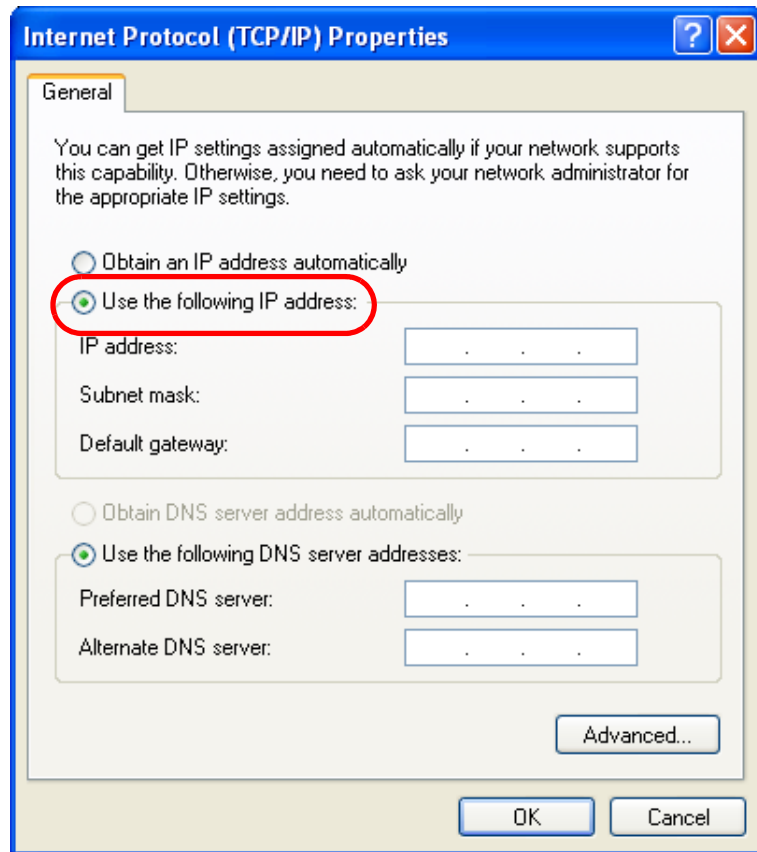 Internet Protocol (TCP/IP) Properties
General
You can get IP settings assigned automatically if your network supports
this capability. Otherwise, you need to ask your network administrator for
the appropriate IP settings.
Obtain an IP address automatically
Use the following IP address:
IP address:
Subnet mask:
Default gateway:
Obtain DNS server address automatically
Use the following DNS server addresses:
Preferred DNS server:
Alternate DNS server:
Advanced...
OK Cancel